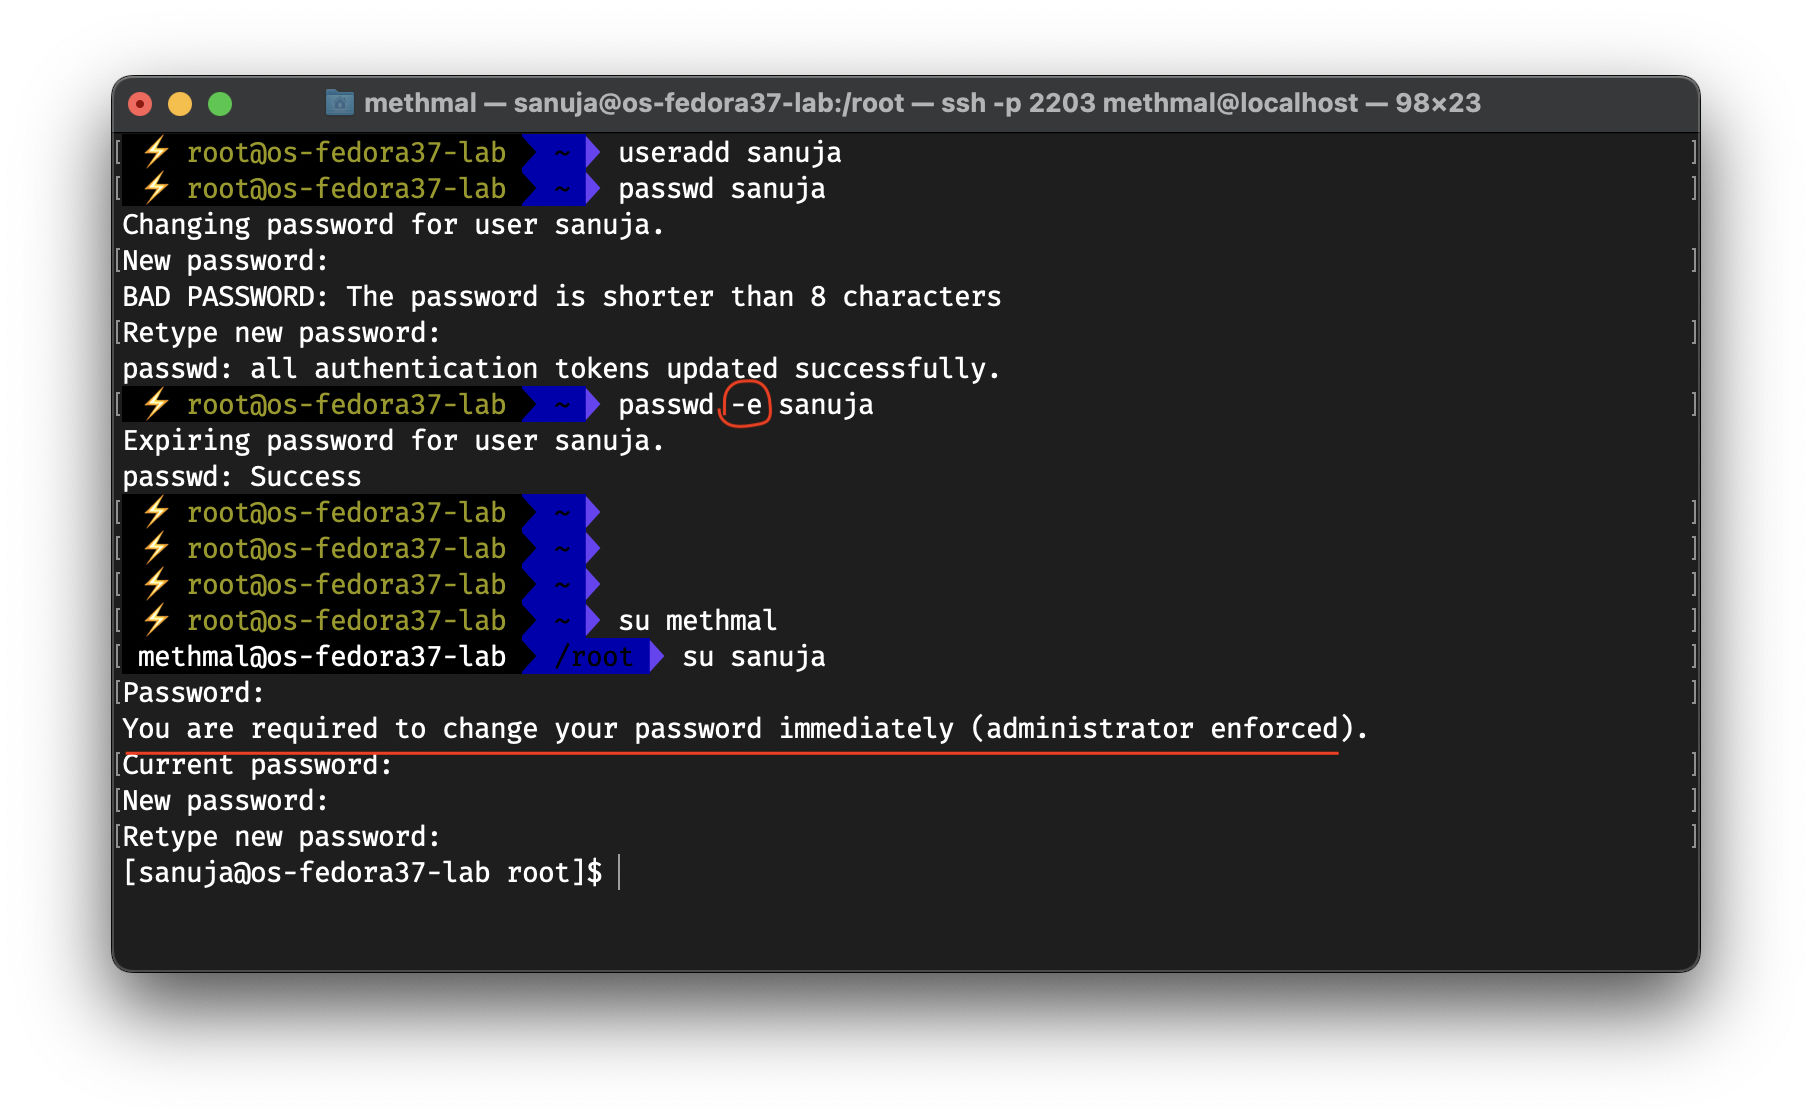 methmal — sanuja@os-fedora37-lab:/root — ssh -p 2203 methmal@localhost — 98×23
⚡ root@os-fedora37-lab ~ useradd sanuja
⚡ root@os-fedora37-lab ~ passwd sanuja
Changing password for user sanuja.
New password:
BAD PASSWORD: The password is shorter than 8 characters
Retype new password:
passwd: all authentication tokens updated successfully.
⚡ root@os-fedora37-lab ~ passwd -e sanuja
Expiring password for user sanuja.
passwd: Success
⚡ root@os-fedora37-lab ~
⚡ root@os-fedora37-lab ~
⚡ root@os-fedora37-lab ~
⚡ root@os-fedora37-lab ~ su methmal
methmal@os-fedora37-lab /root su sanuja
Password:
You are required to change your password immediately (administrator enforced).
Current password:
New password:
Retype new password:
[sanuja@os-fedora37-lab root]$